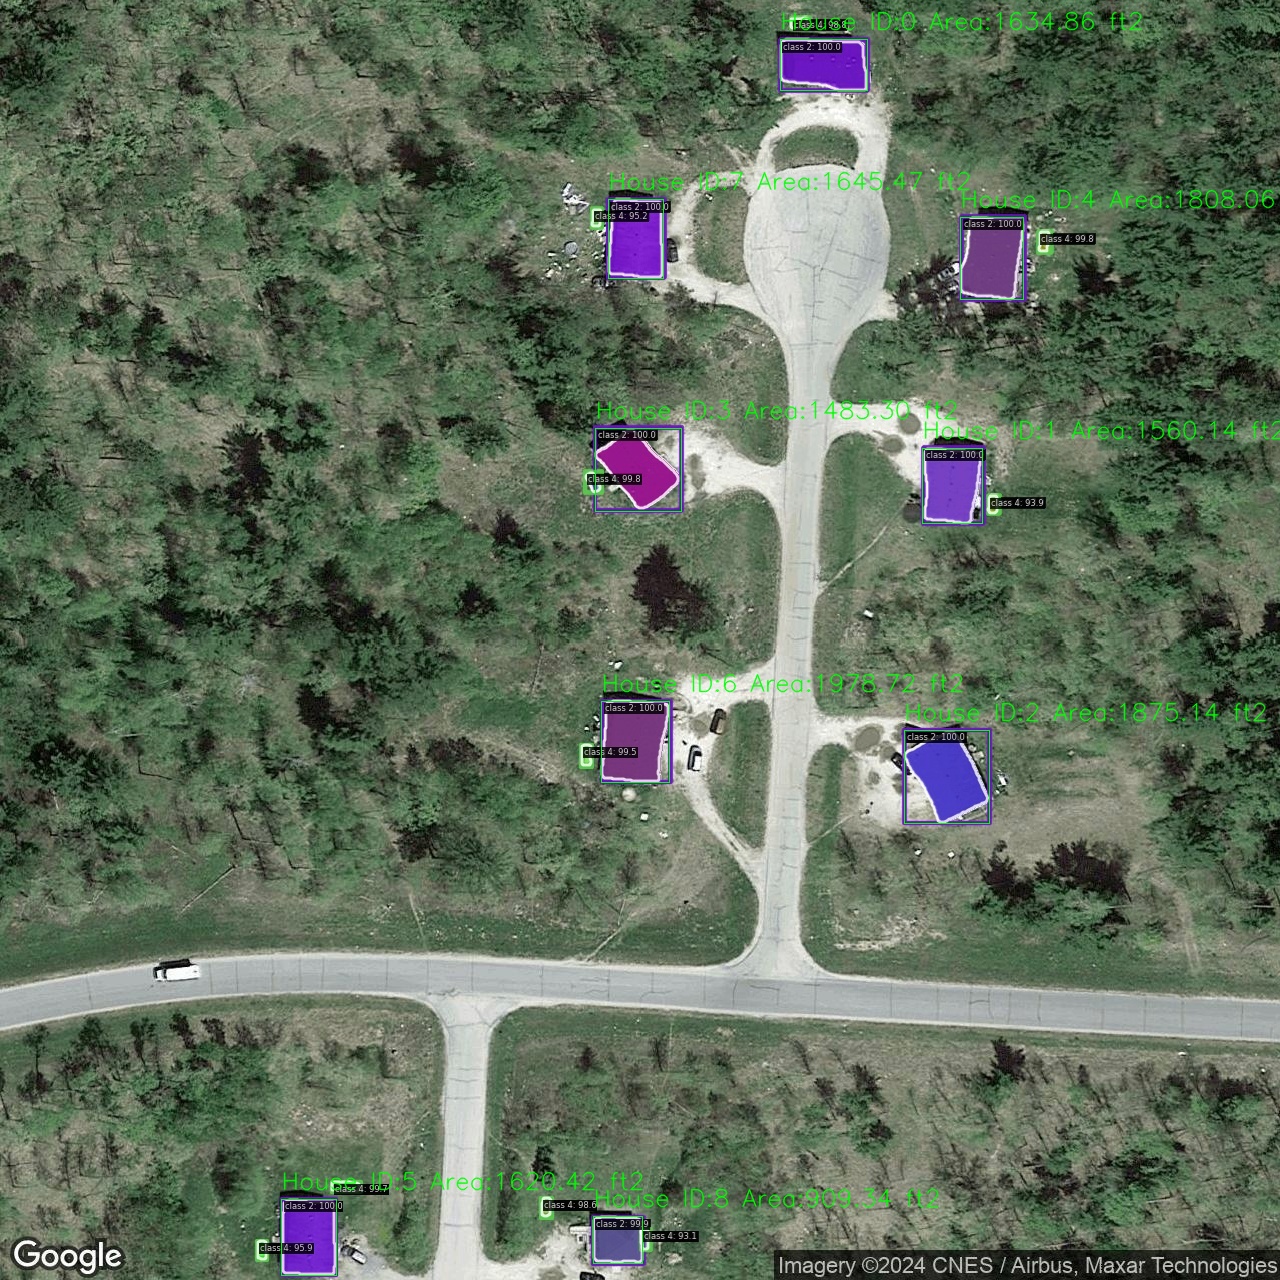 House ID:0 Area:1634.86 ft2
class 4: 98.8
class 2: 100.0
House ID:7 Area:1645.47 ft2
class 2: 100.0
class 4: 95.2
House ID:4 Area:1808.06
class 2: 100.0
class 4: 99.8
House ID:3 Area:1483.30 ft2
class 2: 100.0
class 4: 99.8
House ID:1 Area:1560.14 ft2
class 2: 100.0
class 4: 93.9
House ID:6 Area:1978.72 ft2
class 2: 100.0
class 4: 99.5
House ID:2 Area:1875.14 ft2
class 2: 100.0
House ID:5 Area:1620.42 ft2
class 4: 99.7
class 2: 100.0
class 4: 95.9
House ID:8 Area:909.34 ft2
class 4: 98.6
class 2: 99.9
class 4: 93.1
Google
Imagery ©2024 CNES / Airbus, Maxar Technologies